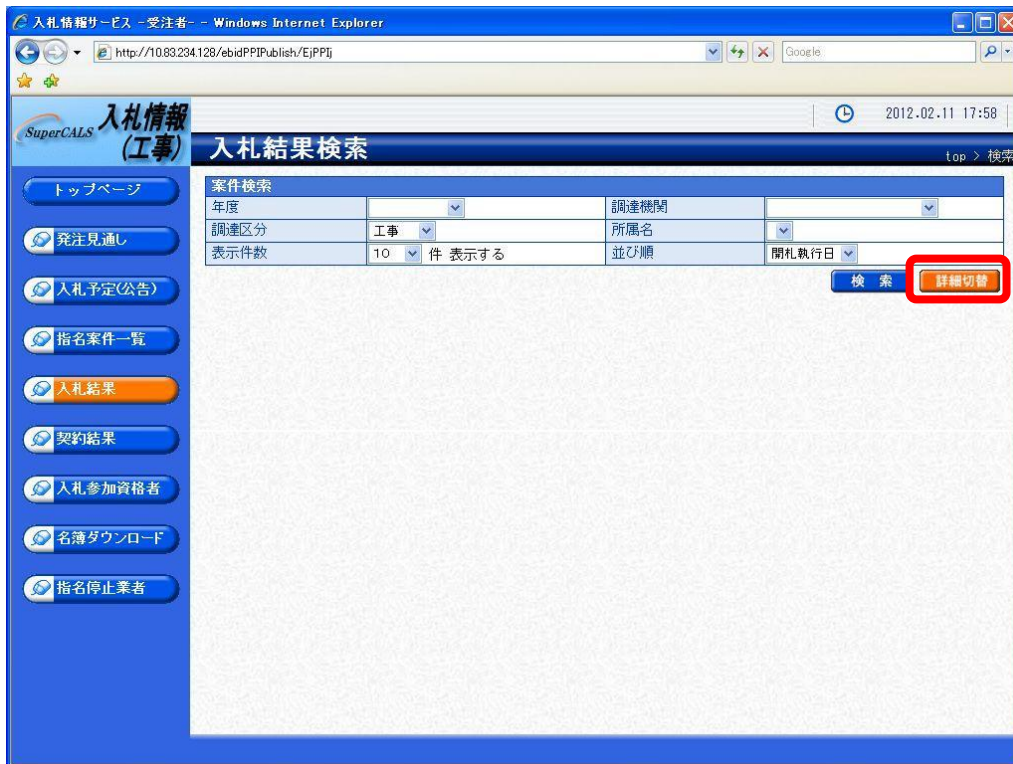 入札情報サービス -受注者- - Windows Internet Explorer
http://10.83.234.128/ebidPPIPublish/EjPPIj
Google
SuperCALS 入札情報
(工事)
2012.02.11 17:58
入札結果検索
top > 検索
案件検索
年度 調達機関
調達区分 工事 所属名
表示件数 10 件 表示する 並び順 開札執行日
検 索 詳細切替
トップページ
発注見通し
入札予定(公告)
指名案件一覧
入札結果
契約結果
入札参加資格者
名簿ダウンロード
指名停止業者